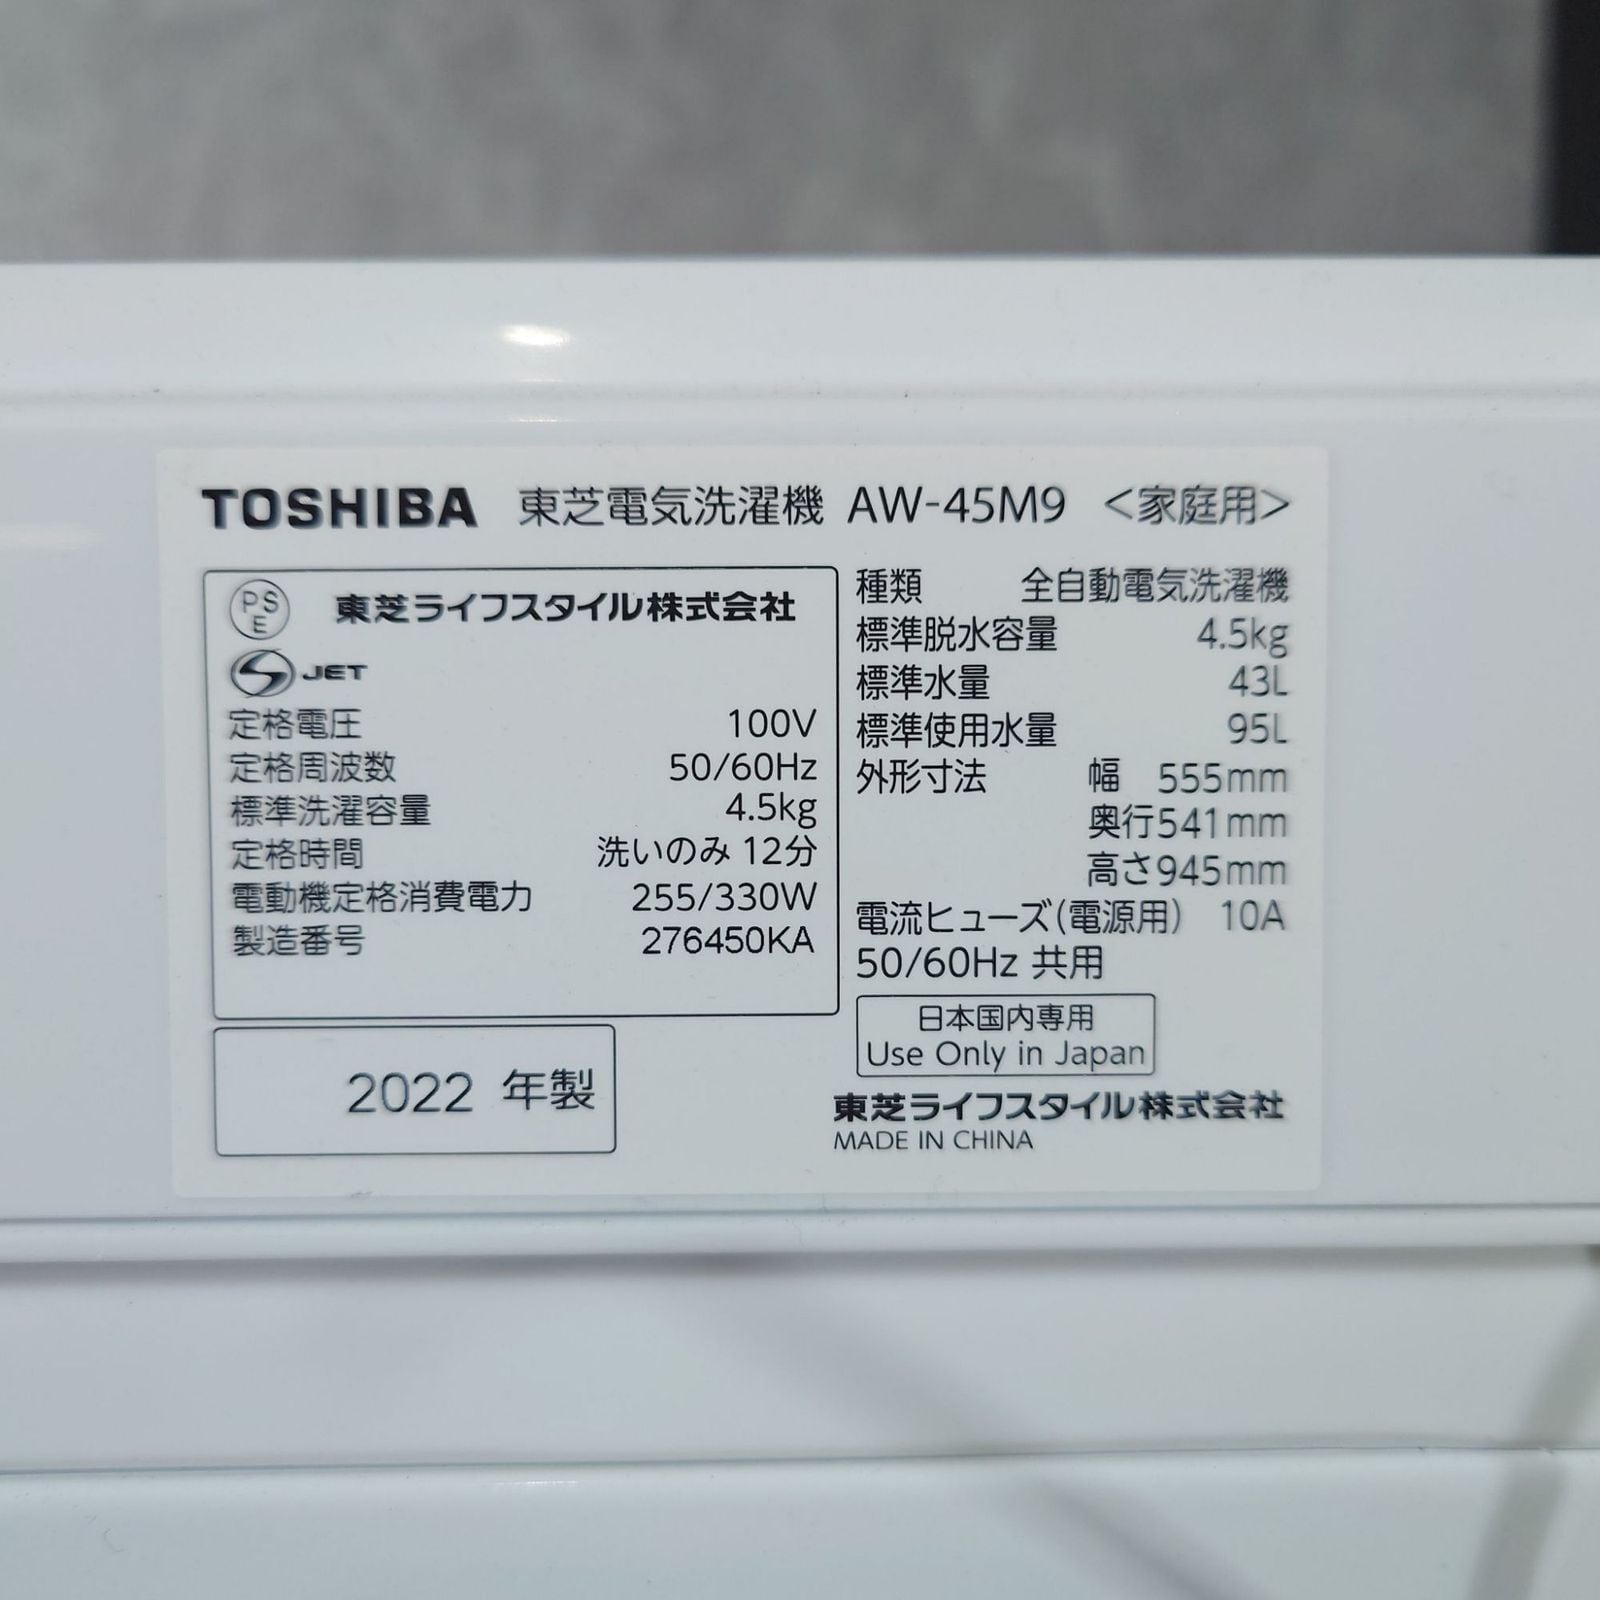 TOSHIBA 東芝電気洗濯機 AW-45M9 <家庭用>
PSE 東芝ライフスタイル株式会社
S JET
定格電圧 100V
定格周波数 50/60Hz
標準洗濯容量 4.5kg
定格時間 洗いのみ 12分
電動機定格消費電力 255/330W
製造番号 276450KA
2022 年製
種類 全自動電気洗濯機
標準脱水容量 4.5kg
標準水量 43L
標準使用水量 95L
外形寸法 幅 555mm
奥行541mm
高さ945mm
電流ヒューズ(電源用) 10A
50/60Hz 共用
日本国内専用
Use Only in Japan
東芝ライフスタイル株式会社
MADE IN CHINA